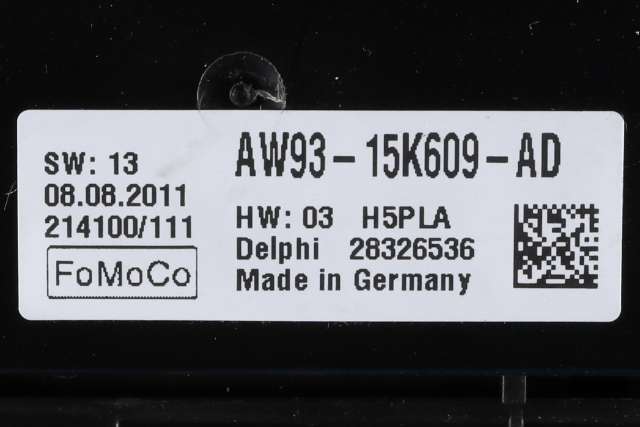 SW: 13
08.08.2011
214100/111
FoMoCo
AW93-15K609-AD
HW: 03 H5PLA
Delphi 28326536
Made in Germany